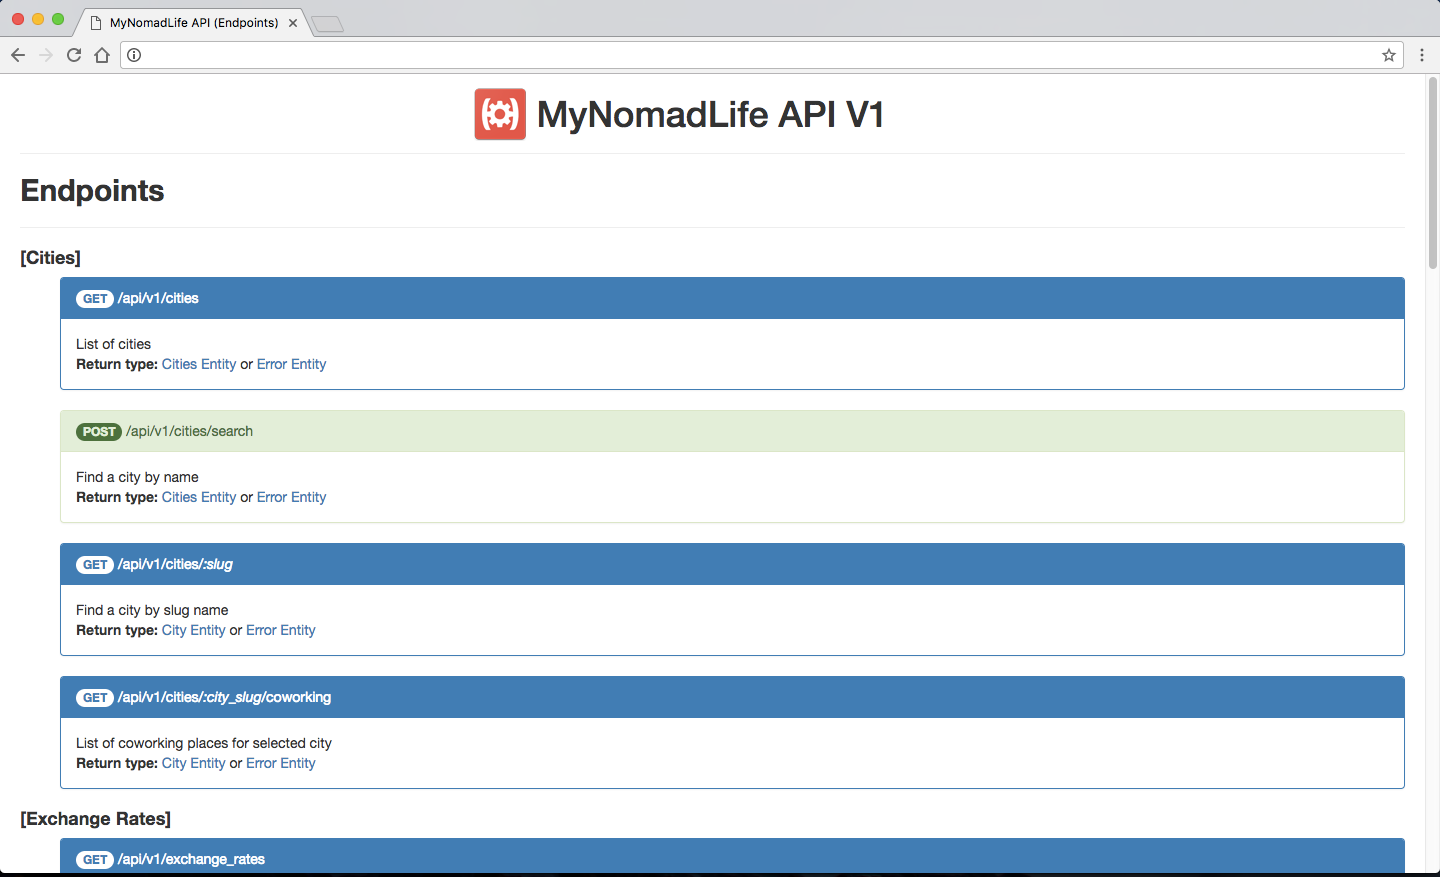 MyNomadLife API (Endpoints)
MyNomadLife API V1
Endpoints
[Cities]
GET /api/v1/cities
List of cities
Return type: Cities Entity or Error Entity
POST /api/v1/cities/search
Find a city by name
Return type: Cities Entity or Error Entity
GET /api/v1/cities/:slug
Find a city by slug name
Return type: City Entity or Error Entity
GET /api/v1/cities/:city_slug/coworking
List of coworking places for selected city
Return type: City Entity or Error Entity
[Exchange Rates]
GET /api/v1/exchange_rates